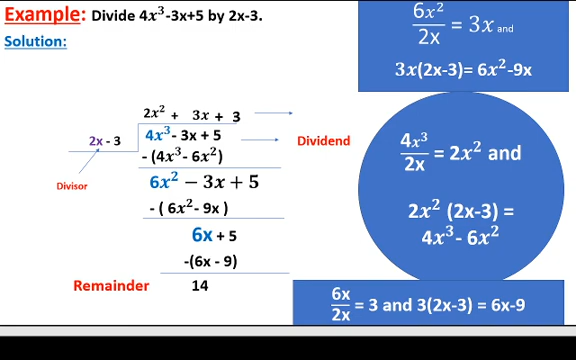 Example: Divide 4x³-3x+5 by 2x-3.
Solution:
2x² + 3x + 3
2x - 3
4x³- 3x + 5
Dividend
- (4x³- 6x²)
Divisor
6x² − 3x + 5
- ( 6x²- 9x )
6x + 5
-(6x - 9)
Remainder 14
6x²/2x = 3x and
3x(2x-3)= 6x²-9x
4x³/2x = 2x² and
2x² (2x-3) =
4x³- 6x²
6x/2x = 3 and 3(2x-3) = 6x-9